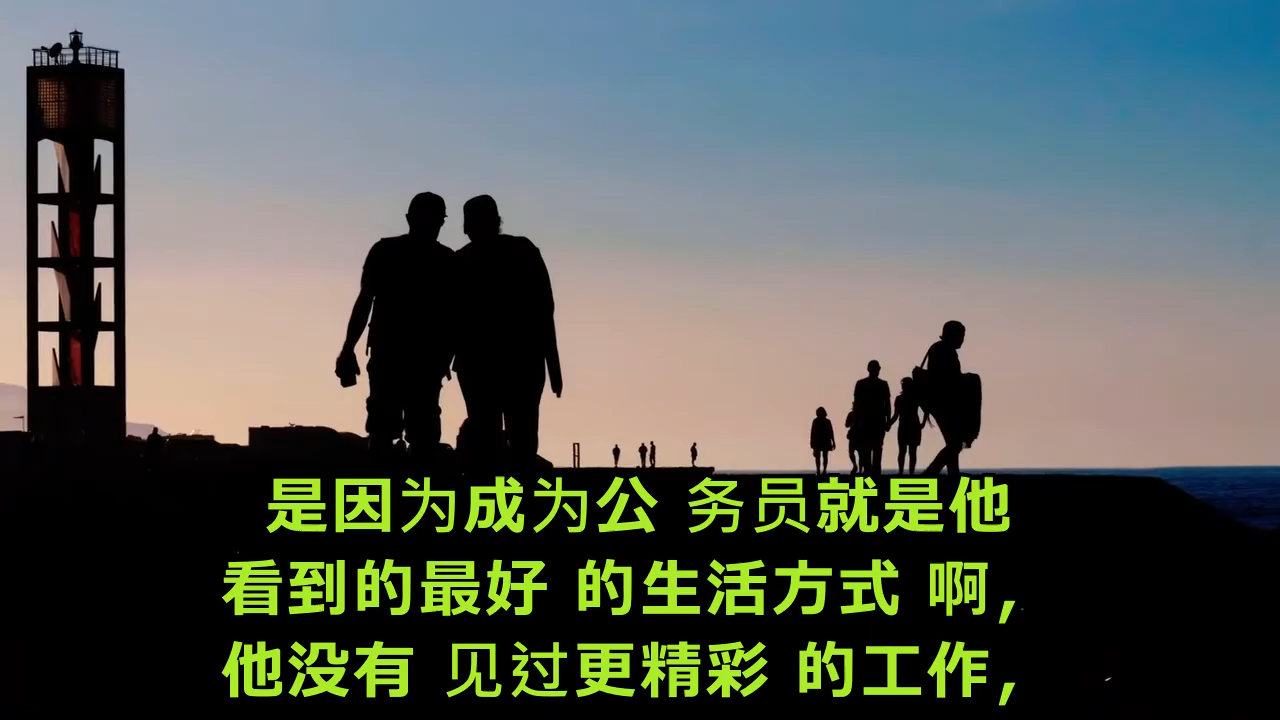 是因为成为公 务员就是他
看到的最好 的生活方式 啊，
他没有 见过更精彩 的工作，